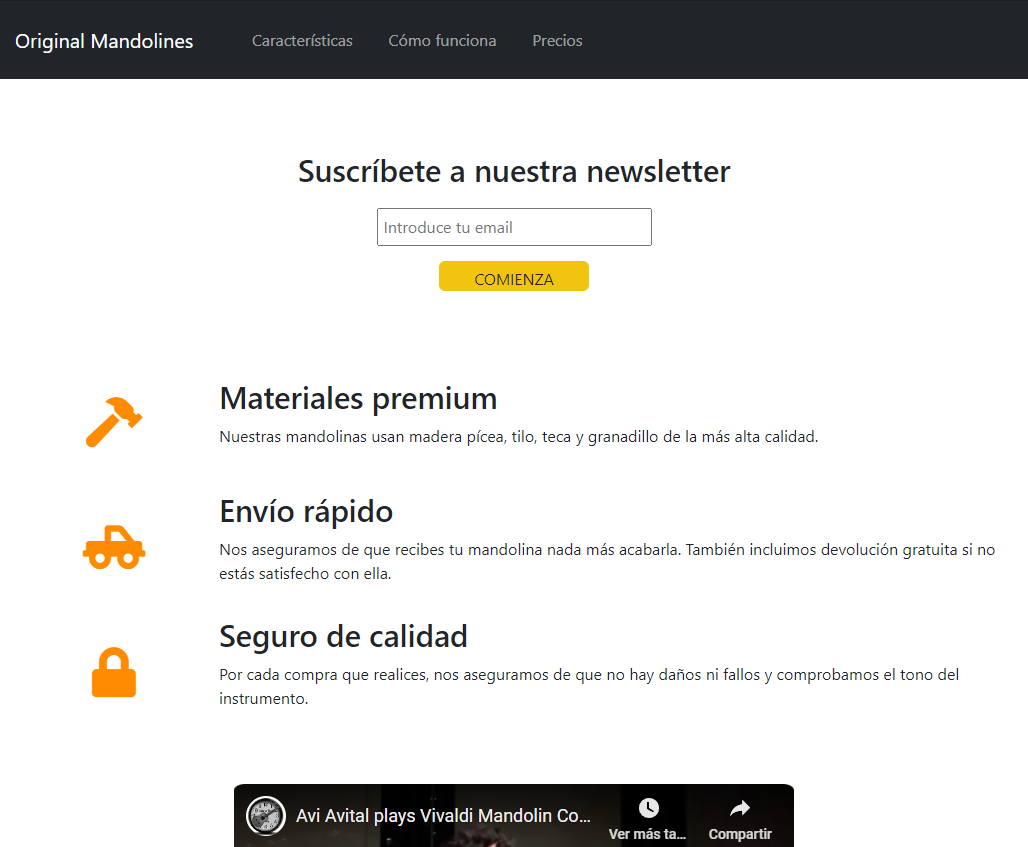 Original Mandolines
Características
Cómo funciona
Precios
Suscríbete a nuestra newsletter
Introduce tu email
COMIENZA
Materiales premium
Nuestras mandolinas usan madera pícea, tilo, teca y granadillo de la más alta calidad.
Envío rápido
Nos aseguramos de que recibes tu mandolina nada más acabarla. También incluimos devolución gratuita si no
estás satisfecho con ella.
Seguro de calidad
Por cada compra que realices, nos aseguramos de que no hay daños ni fallos y comprobamos el tono del
instrumento.
Avi Avital plays Vivaldi Mandolin Co...
Ver más ta...
Compartir